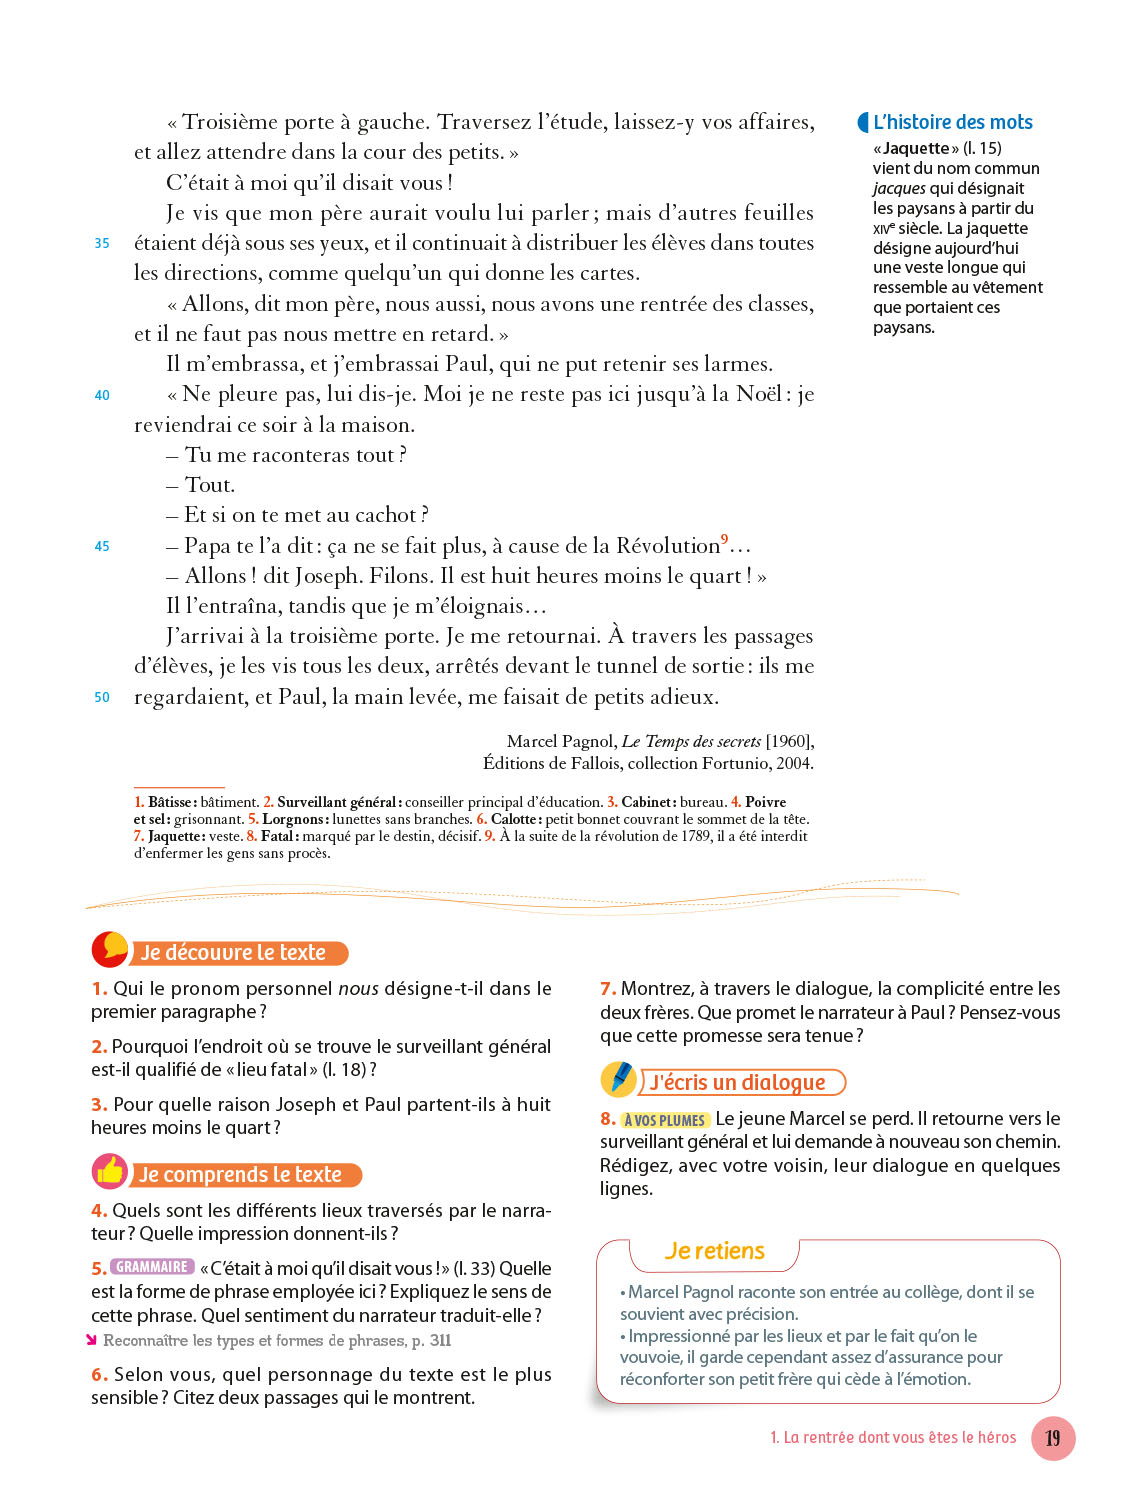 « Troisième porte à gauche. Traversez l’étude, laissez-y vos affaires,
et allez attendre dans la cour des petits. »
C’était à moi qu’il disait vous !
Je vis que mon père aurait voulu lui parler ; mais d’autres feuilles
35 étaient déjà sous ses yeux, et il continuait à distribuer les élèves dans toutes
les directions, comme quelqu’un qui donne les cartes.
« Allons, dit mon père, nous aussi, nous avons une rentrée des classes,
et il ne faut pas nous mettre en retard. »
Il m’embrassa, et j’embrassai Paul, qui ne put retenir ses larmes.
40 « Ne pleure pas, lui dis-je. Moi je ne reste pas ici jusqu’à la Noël : je
reviendrai ce soir à la maison.
– Tu me raconteras tout ?
– Tout.
– Et si on te met au cachot ?
45 – Papa te l’a dit : ça ne se fait plus, à cause de la Révolution9…
– Allons ! dit Joseph. Filons. Il est huit heures moins le quart ! »
Il l’entraîna, tandis que je m’éloignais…
J’arrivai à la troisième porte. Je me retournai. À travers les passages
d’élèves, je les vis tous les deux, arrêtés devant le tunnel de sortie : ils me
50 regardaient, et Paul, la main levée, me faisait de petits adieux.
Marcel Pagnol, Le Temps des secrets [1960],
Éditions de Fallois, collection Fortunio, 2004.
L’histoire des mots
« Jaquette » (l. 15)
vient du nom commun
jacques qui désignait
les paysans à partir du
XIVe siècle. La jaquette
désigne aujourd’hui
une veste longue qui
ressemble au vêtement
que portaient ces
paysans.
1. Bâtisse : bâtiment. 2. Surveillant général : conseiller principal d’éducation. 3. Cabinet : bureau. 4. Poivre
et sel : grisonnant. 5. Lorgnons : lunettes sans branches. 6. Calotte : petit bonnet couvrant le sommet de la tête.
7. Jaquette : veste. 8. Fatal : marqué par le destin, décisif. 9. À la suite de la révolution de 1789, il a été interdit
d’enfermer les gens sans procès.
Je découvre le texte
1. Qui le pronom personnel nous désigne-t-il dans le
premier paragraphe ?
2. Pourquoi l’endroit où se trouve le surveillant général
est-il qualifié de « lieu fatal » (l. 18) ?
3. Pour quelle raison Joseph et Paul partent-ils à huit
heures moins le quart ?
Je comprends le texte
4. Quels sont les différents lieux traversés par le narra-
teur ? Quelle impression donnent-ils ?
5. GRAMMAIRE « C’était à moi qu’il disait vous ! » (l. 33) Quelle
est la forme de phrase employée ici ? Expliquez le sens de
cette phrase. Quel sentiment du narrateur traduit-elle ?
Reconnaître les types et formes de phrases, p. 311
6. Selon vous, quel personnage du texte est le plus
sensible ? Citez deux passages qui le montrent.
7. Montrez, à travers le dialogue, la complicité entre les
deux frères. Que promet le narrateur à Paul ? Pensez-vous
que cette promesse sera tenue ?
J'écris un dialogue
8. À VOS PLUMES Le jeune Marcel se perd. Il retourne vers le
surveillant général et lui demande à nouveau son chemin.
Rédigez, avec votre voisin, leur dialogue en quelques
lignes.
Je retiens
• Marcel Pagnol raconte son entrée au collège, dont il se
souvient avec précision.
• Impressionné par les lieux et par le fait qu’on le
vouvoie, il garde cependant assez d’assurance pour
réconforter son petit frère qui cède à l’émotion.
1. La rentrée dont vous êtes le héros 19